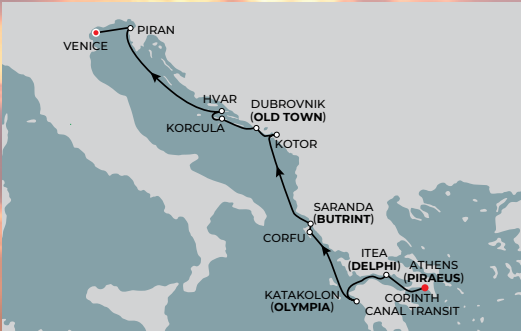 PIRAN
VENICE
HVAR
DUBROVNIK
(OLD TOWN)
KORCULA
KOTOR
SARANDA
(BUTRINT)
CORFU
ITEA
(DELPHI)
ATHENS
(PIRAEUS)
KATAKOLON
(OLYMPIA)
CORINTH
CANAL TRANSIT